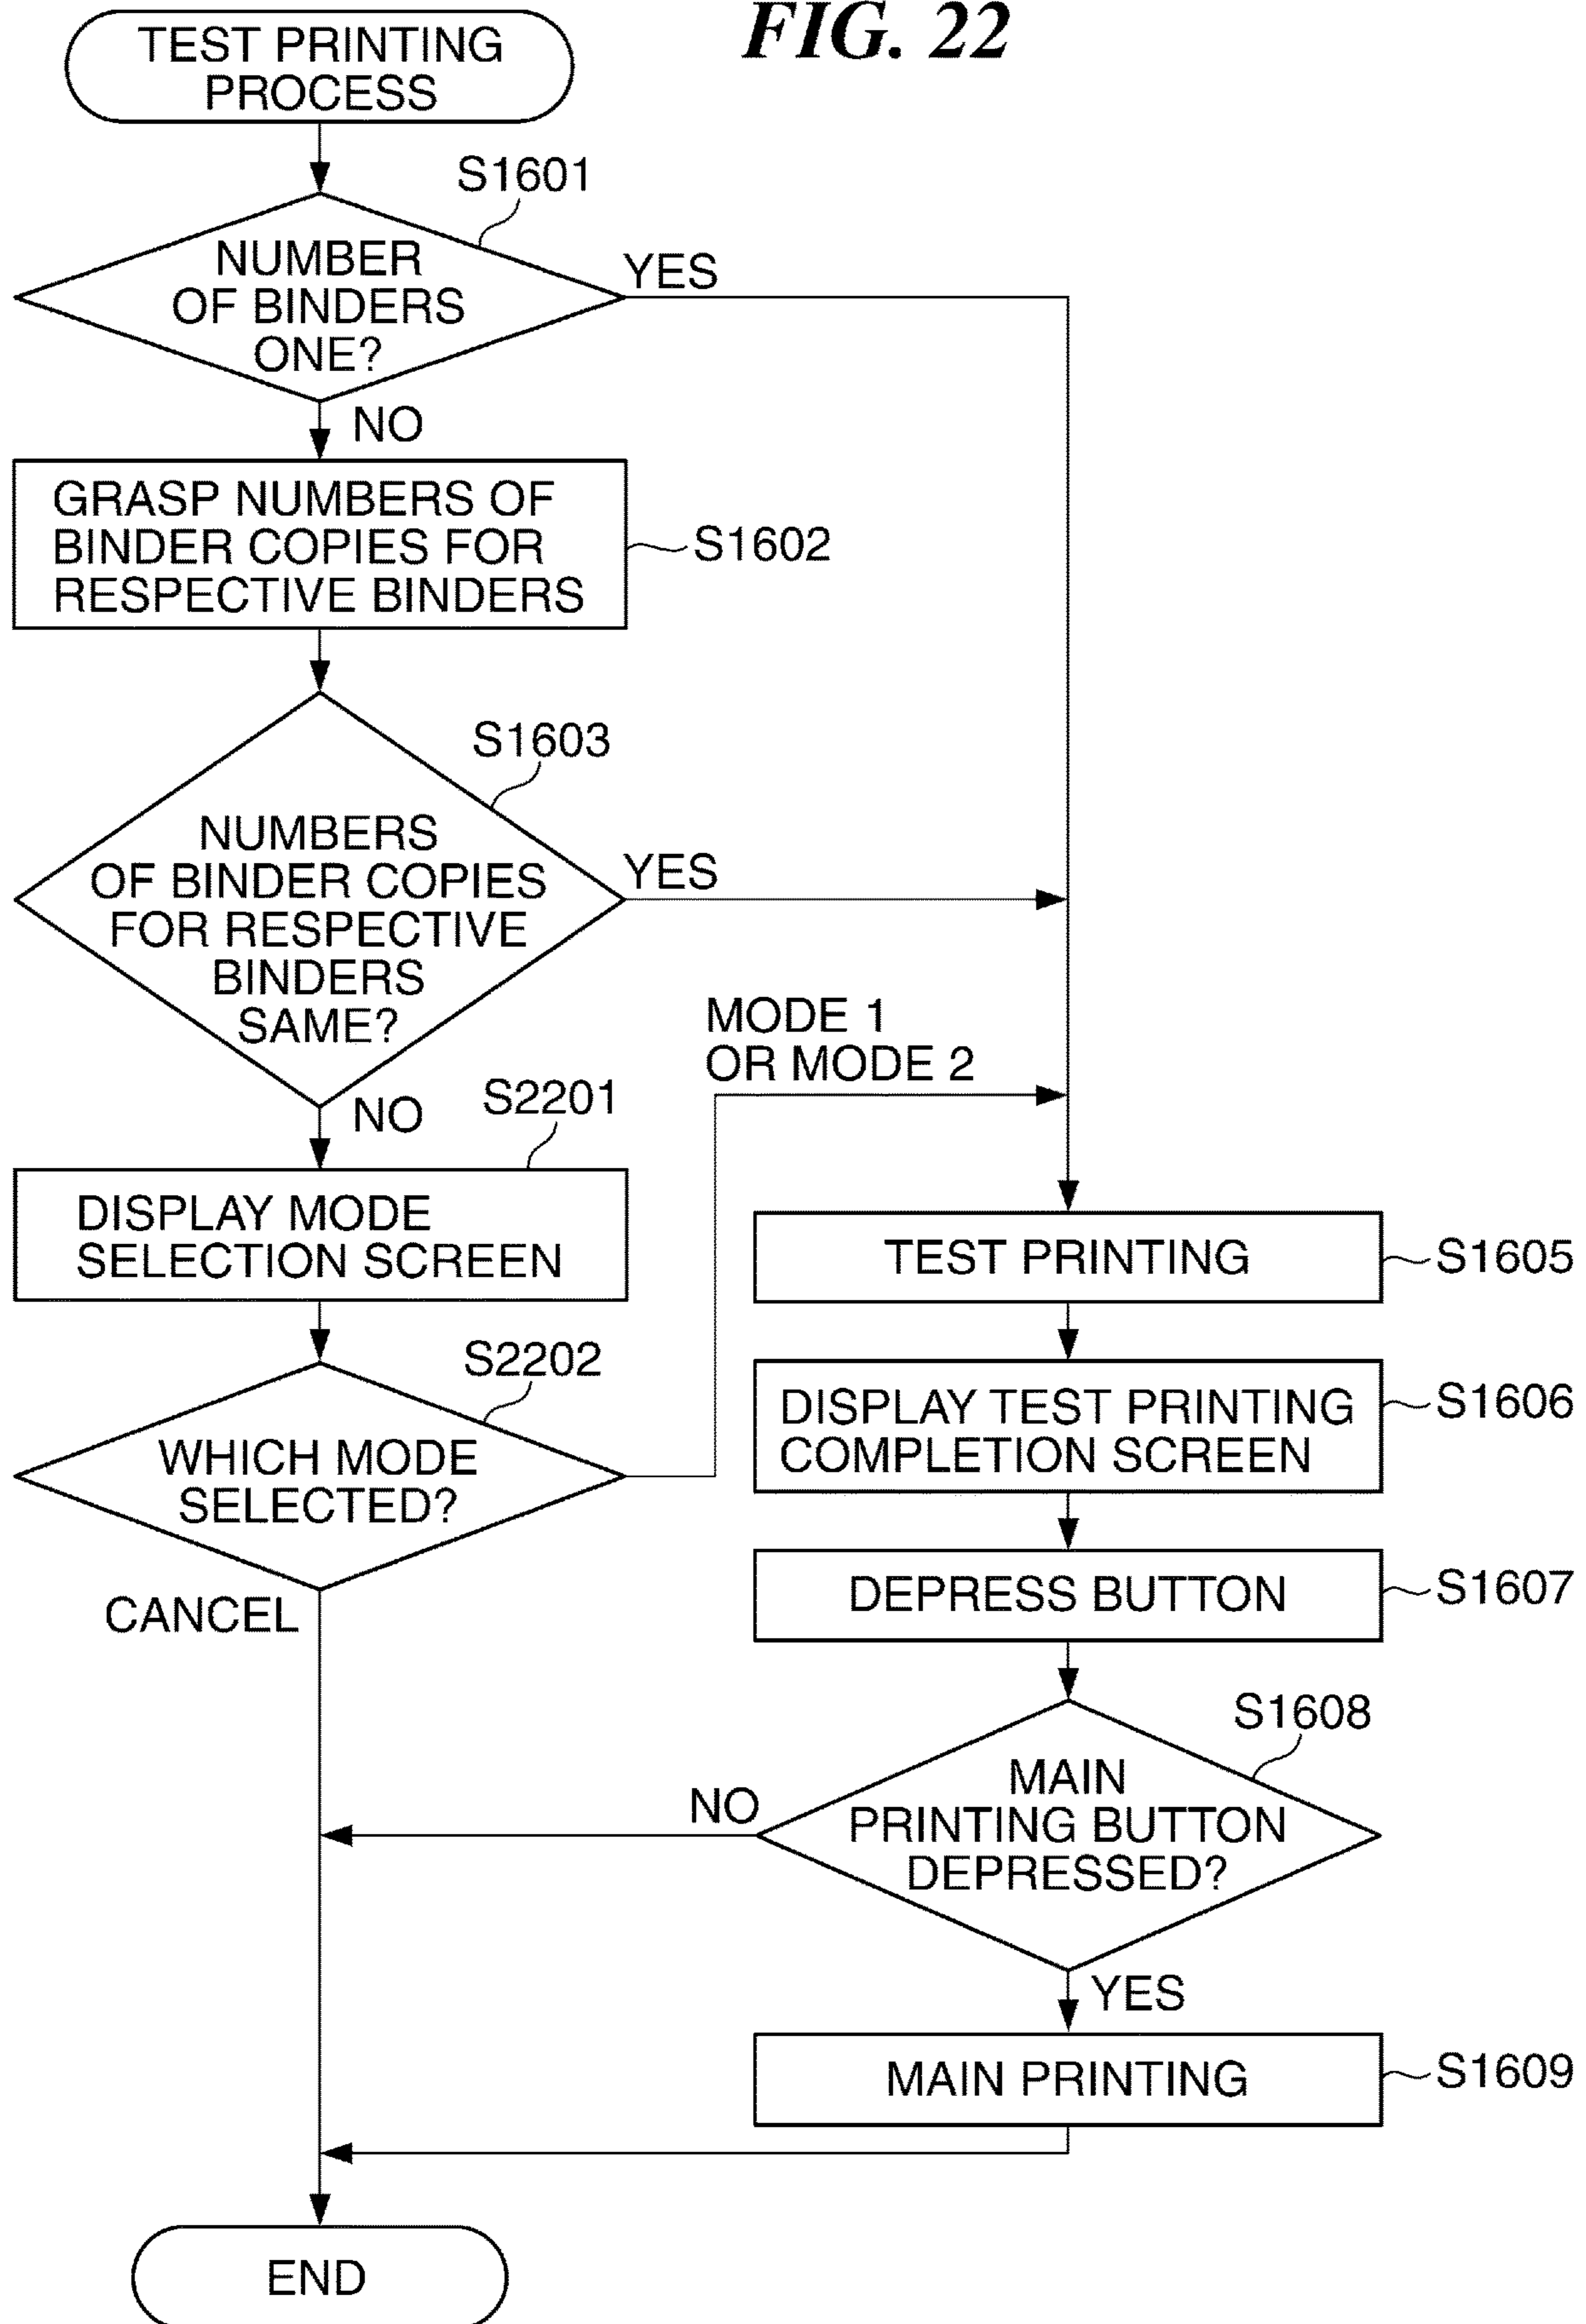 FIG. 22
TEST PRINTING
PROCESS
S1601
NUMBER
OF BINDERS
ONE?
YES
NO
GRASP NUMBERS OF
BINDER COPIES FOR
RESPECTIVE BINDERS
S1602
S1603
NUMBERS
OF BINDER COPIES
FOR RESPECTIVE
BINDERS
SAME?
YES
MODE 1
OR MODE 2
NO
S2201
DISPLAY MODE
SELECTION SCREEN
S2202
WHICH MODE
SELECTED?
CANCEL
TEST PRINTING
S1605
DISPLAY TEST PRINTING
COMPLETION SCREEN
S1606
DEPRESS BUTTON
S1607
S1608
MAIN
PRINTING BUTTON
DEPRESSED?
NO
YES
MAIN PRINTING
S1609
END